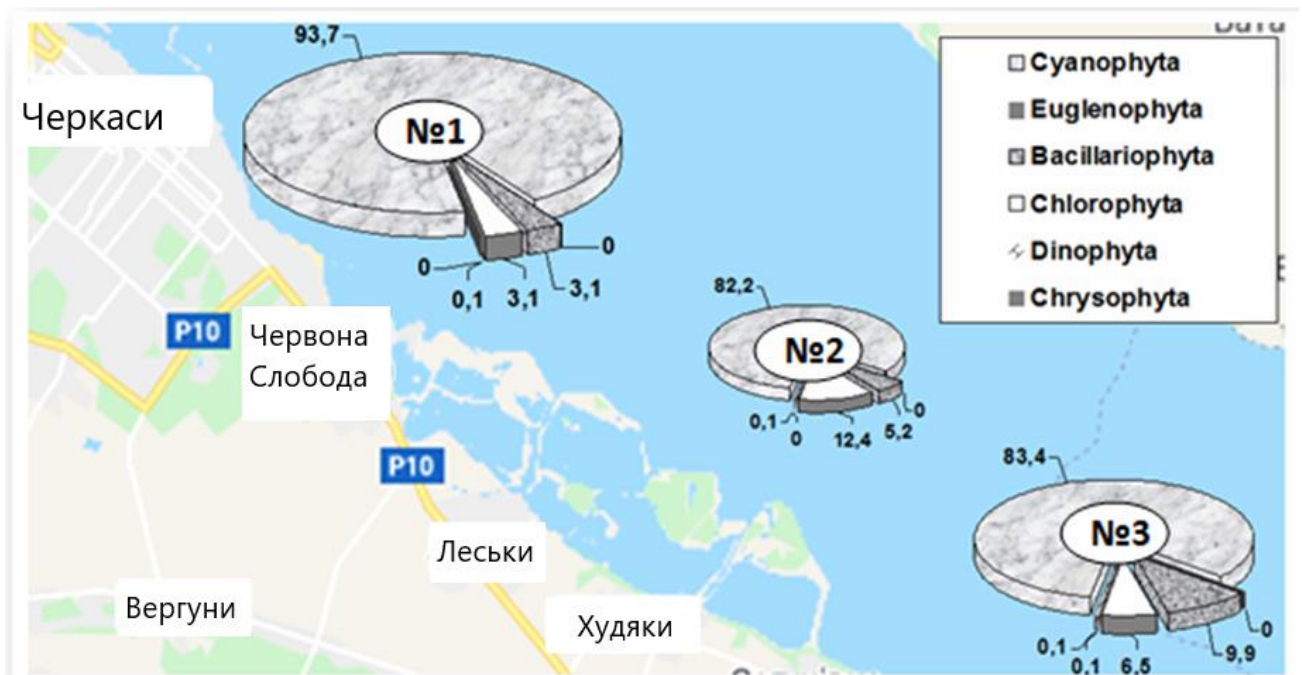 93,7
Черкаси
№1
0
0
0,1
3,1
3,1
Cyanophyta
Euglenophyta
Bacillariophyta
Chlorophyta
Dinophyta
Chrysophyta
P10
Червона
Слобода
82,2
№2
0,1
0
12,4
5,2
0
P10
83,4
№3
0,1
0,1
6,5
9,9
0
Леськи
Вергуни
Худяки